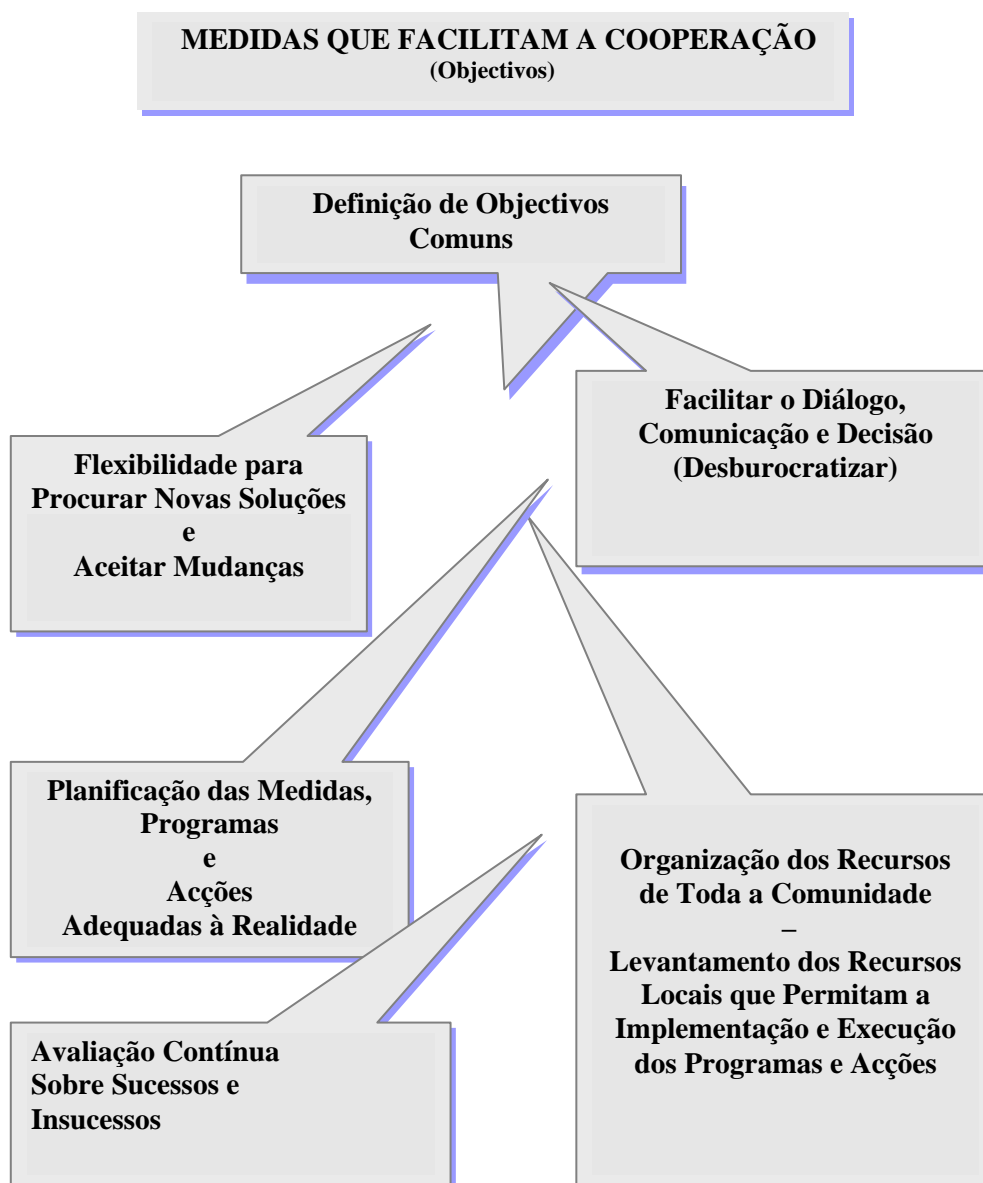 MEDIDAS QUE FACILITAM A COOPERAÇÃO
(Objectivos)
Definição de Objectivos
Comuns
Facilitar o Diálogo,
Comunicação e Decisão
(Desburocratizar)
Flexibilidade para
Procurar Novas Soluções
e
Aceitar Mudanças
Planificação das Medidas,
Programas
e
Acções
Adequadas à Realidade
Organização dos Recursos
de Toda a Comunidade
–
Levantamento dos Recursos
Locais que Permitam a
Implementação e Execução
dos Programas e Acções
Avaliação Contínua
Sobre Sucessos e
Insucessos